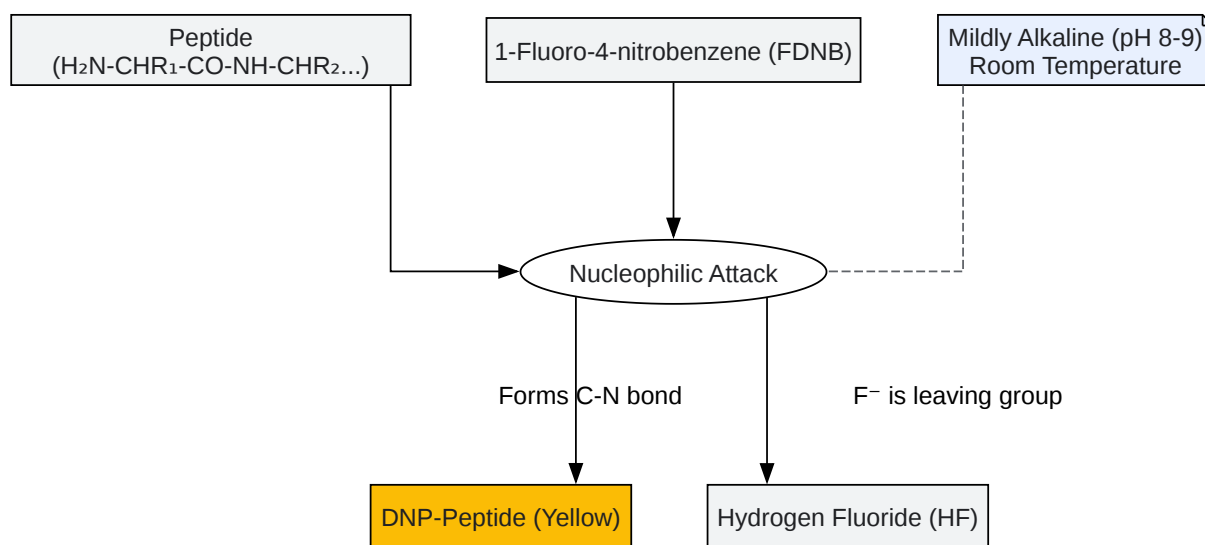 Peptide
(H₂N-CHR₁-CO-NH-CHR₂...)
1-Fluoro-4-nitrobenzene (FDNB)
Mildly Alkaline (pH 8-9)
Room Temperature
Nucleophilic Attack
Forms C-N bond
F⁻ is leaving group
DNP-Peptide (Yellow)
Hydrogen Fluoride (HF)